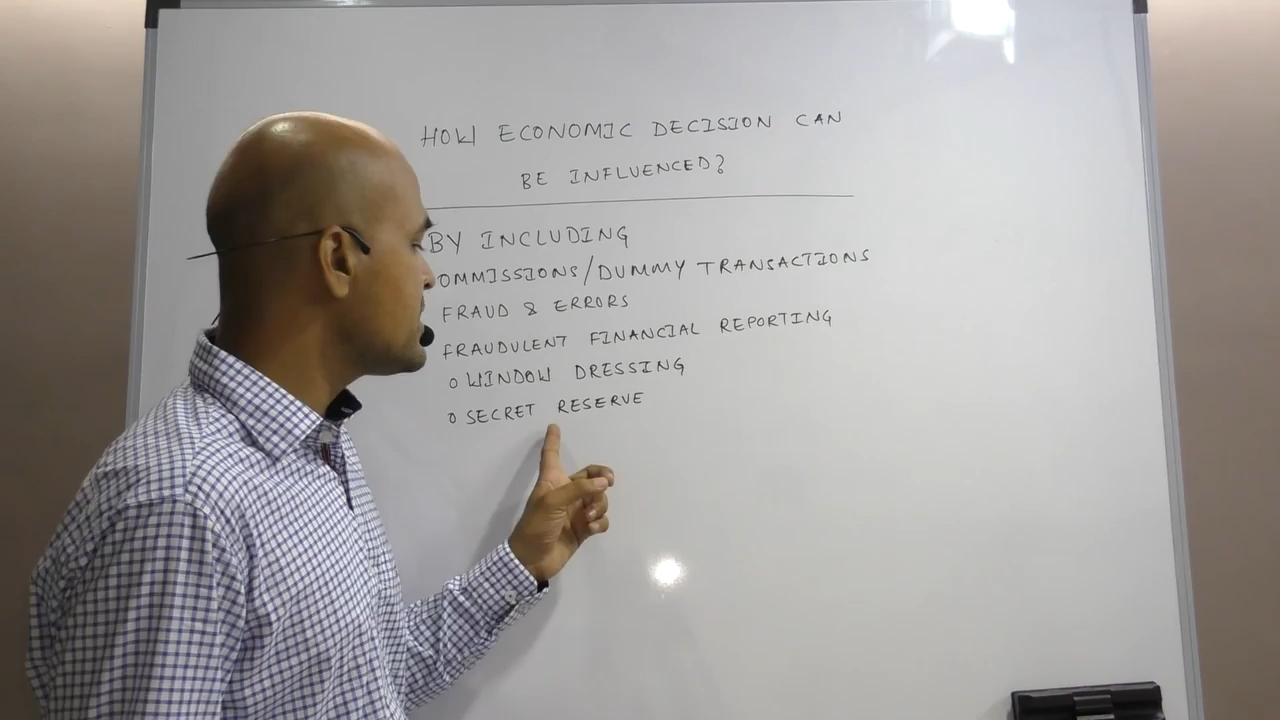 HOW ECONOMIC DECISION CAN
BE INFLUENCED?
BY INCLUDING
OMMISSIONS/DUMMY TRANSACTIONS
FRAUD & ERRORS
FRAUDULENT FINANCIAL REPORTING
o WINDOW DRESSING
o SECRET RESERVE